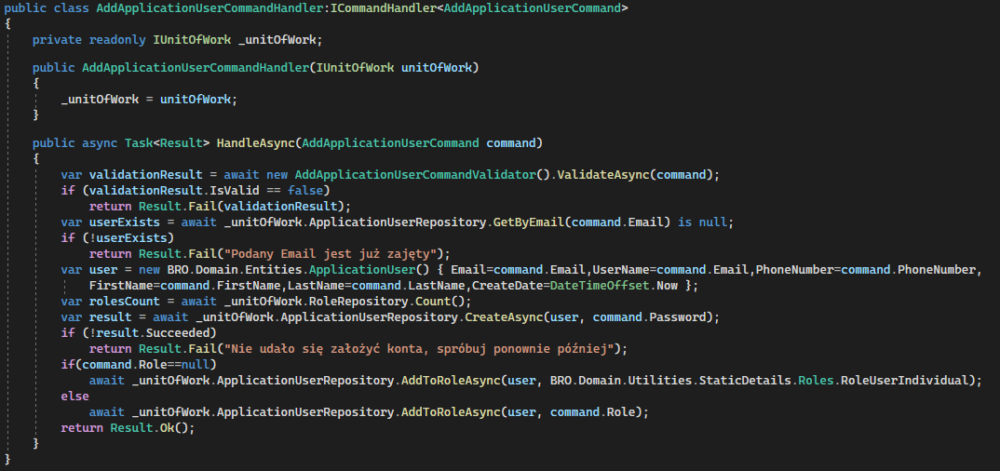 public class AddApplicationUserCommandHandler:ICommandHandler<AddApplicationUserCommand>
{
    private readonly IUnitOfWork _unitOfWork;
    public AddApplicationUserCommandHandler(IUnitOfWork unitOfWork)
    {
        _unitOfWork = unitOfWork;
    }
    public async Task<Result> HandleAsync(AddApplicationUserCommand command)
    {
        var validationResult = await new AddApplicationUserCommandValidator().ValidateAsync(command);
        if (validationResult.IsValid == false)
            return Result.Fail(validationResult);
        var userExists = await _unitOfWork.ApplicationUserRepository.GetByEmail(command.Email) is null;
        if (!userExists)
            return Result.Fail("Podany Email jest już zajęty");
        var user = new BRO.Domain.Entities.ApplicationUser() { Email=command.Email,UserName=command.Email,PhoneNumber=command.PhoneNumber,
            FirstName=command.FirstName,LastName=command.LastName,CreateDate=DateTimeOffset.Now };
        var rolesCount = await _unitOfWork.RoleRepository.Count();
        var result = await _unitOfWork.ApplicationUserRepository.CreateAsync(user, command.Password);
        if (!result.Succeeded)
            return Result.Fail("Nie udało się założyć konta, spróbuj ponownie później");
        if(command.Role==null)
            await _unitOfWork.ApplicationUserRepository.AddToRoleAsync(user, BRO.Domain.Utilities.StaticDetails.Roles.RoleUserIndividual);
        else
            await _unitOfWork.ApplicationUserRepository.AddToRoleAsync(user, command.Role);
        return Result.Ok();
    }
}